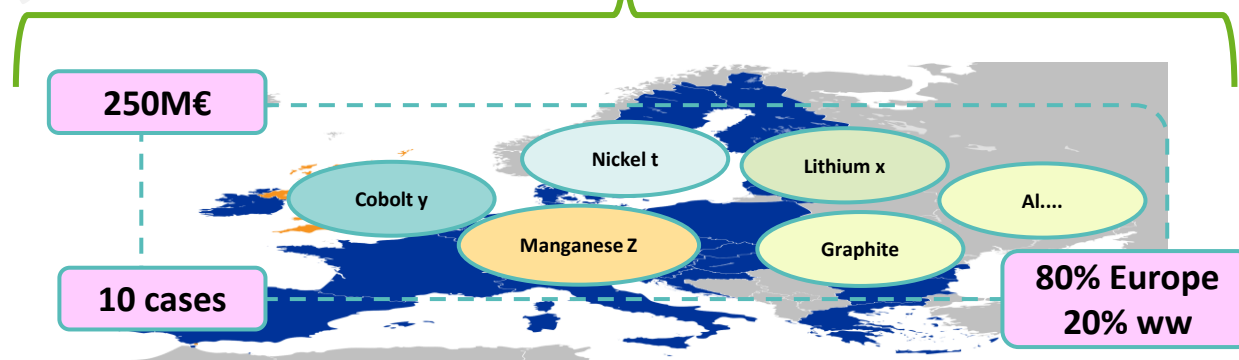 250M€
Nickel t
Lithium x
Cobolt y
Al....
Manganese Z
Graphite
10 cases
80% Europe
20% ww